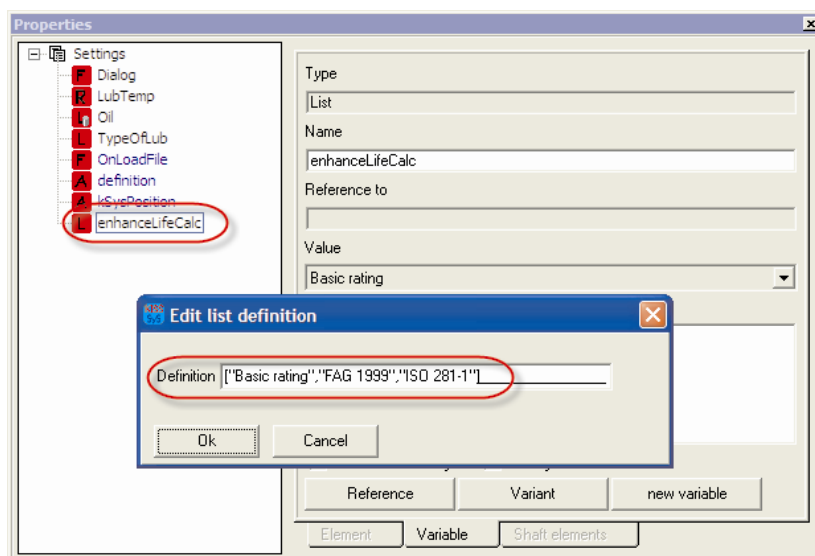 Properties
Settings
Dialog
LubTemp
Oil
TypeOfLub
OnLoadFile
definition
kSysPosition
enhanceLifeCalc
Type
List
Name
enhanceLifeCalc
Reference to
Value
Basic rating
Edit list definition
Definition ["Basic rating","FAG 1999","ISO 281-1"]
Ok Cancel
Reference Variant new variable
Element Variable Shaft elements